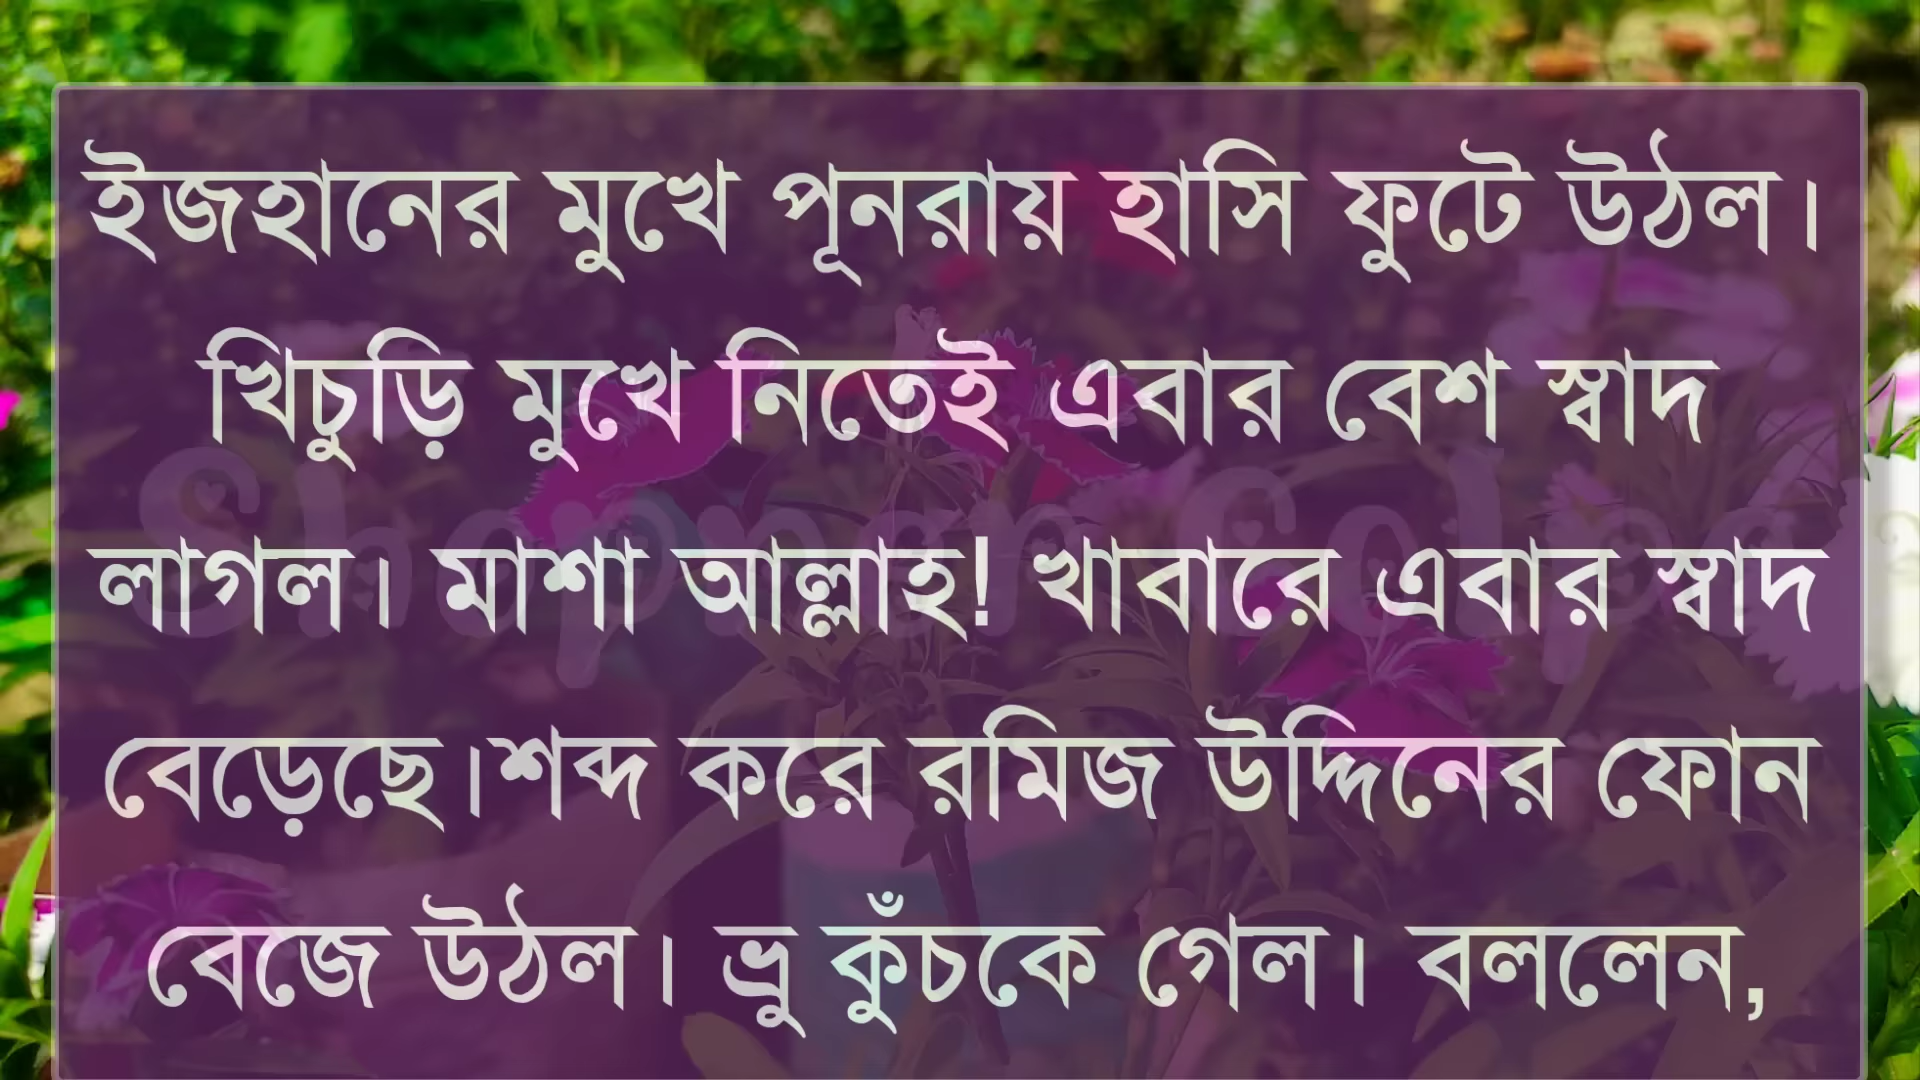 ইজহানের মুখে পূনরায় হাসি ফুটে উঠল।
খিচুড়ি মুখে নিতেই এবার বেশ স্বাদ
লাগল। মাশা আল্লাহ! খাবারে এবার স্বাদ
বেড়েছে।শব্দ করে রমিজ উদ্দিনের ফোন
বেজে উঠল। ভ্রু কুঁচকে গেল। বললেন,